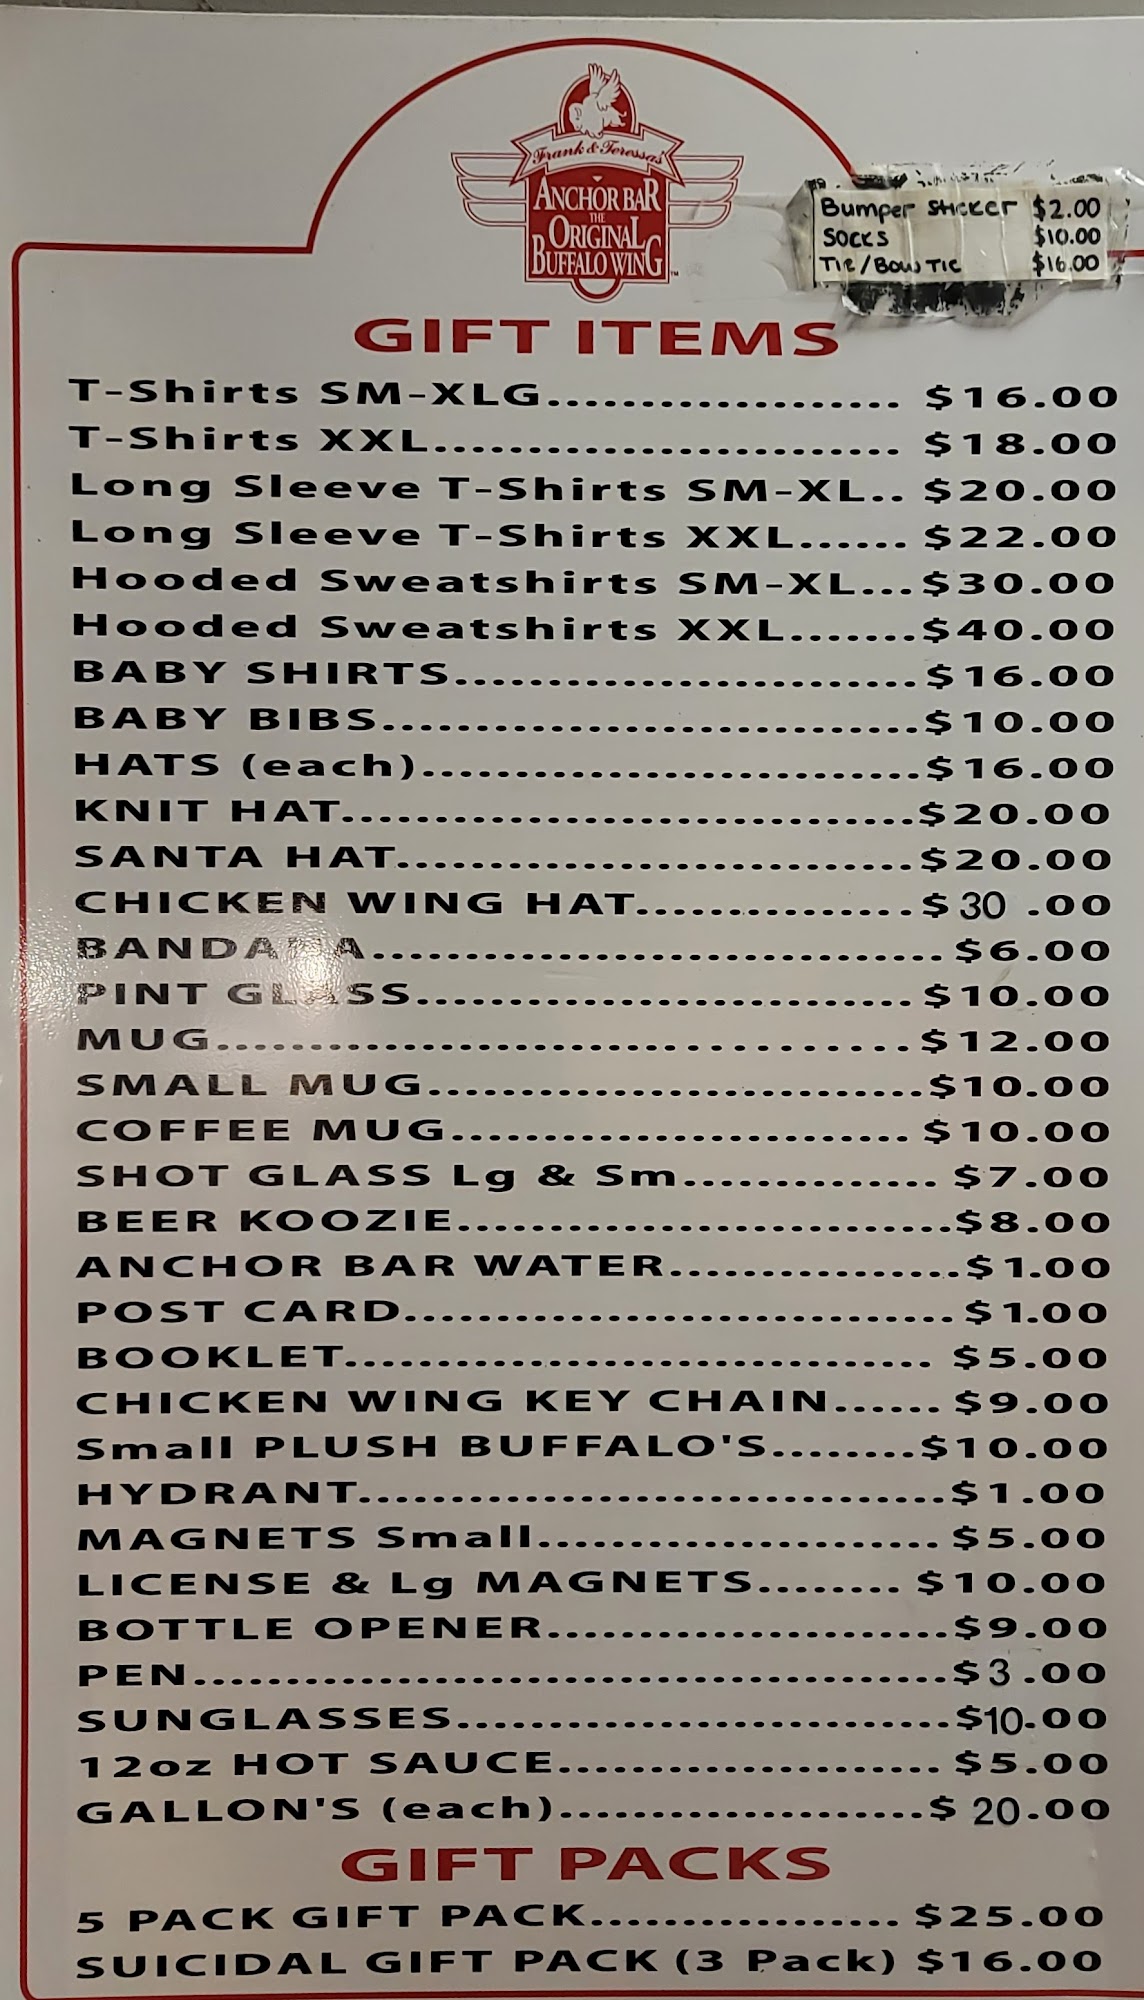 Frank & Teressa's
ANCHOR BAR
THE
ORIGINAL
BUFFALO WING
TM
Bumper Sticker $2.00
SOCKS $10.00
TIE/BOW TIE $16.00
GIFT ITEMS
T-Shirts SM-XLG................... $16.00
T-Shirts XXL......................... $18.00
Long Sleeve T-Shirts SM-XL.. $20.00
Long Sleeve T-Shirts XXL...... $22.00
Hooded Sweatshirts SM-XL...$30.00
Hooded Sweatshirts XXL.......$40.00
BABY SHIRTS.........................$16.00
BABY BIBS.............................$10.00
HATS (each)...........................$16.00
KNIT HAT...............................$20.00
SANTA HAT............................$20.00
CHICKEN WING HAT...............$30.00
BANDANA............................... $6.00
PINT GLASS........................... $10.00
MUG..................................... $12.00
SMALL MUG...........................$10.00
COFFEE MUG......................... $10.00
SHOT GLASS Lg & Sm.............. $7.00
BEER KOOZIE...........................$8.00
ANCHOR BAR WATER................$1.00
POST CARD.............................. $1.00
BOOKLET................................ $5.00
CHICKEN WING KEY CHAIN...... $9.00
Small PLUSH BUFFALO'S........$10.00
HYDRANT................................$1.00
MAGNETS Small...................... $5.00
LICENSE & Lg MAGNETS........ $10.00
BOTTLE OPENER......................$9.00
PEN.........................................$3.00
SUNGLASSES...........................$10.00
12oz HOT SAUCE..................... $5.00
GALLON'S (each)....................$20.00
GIFT PACKS
5 PACK GIFT PACK................. $25.00
SUICIDAL GIFT PACK (3 Pack) $16.00